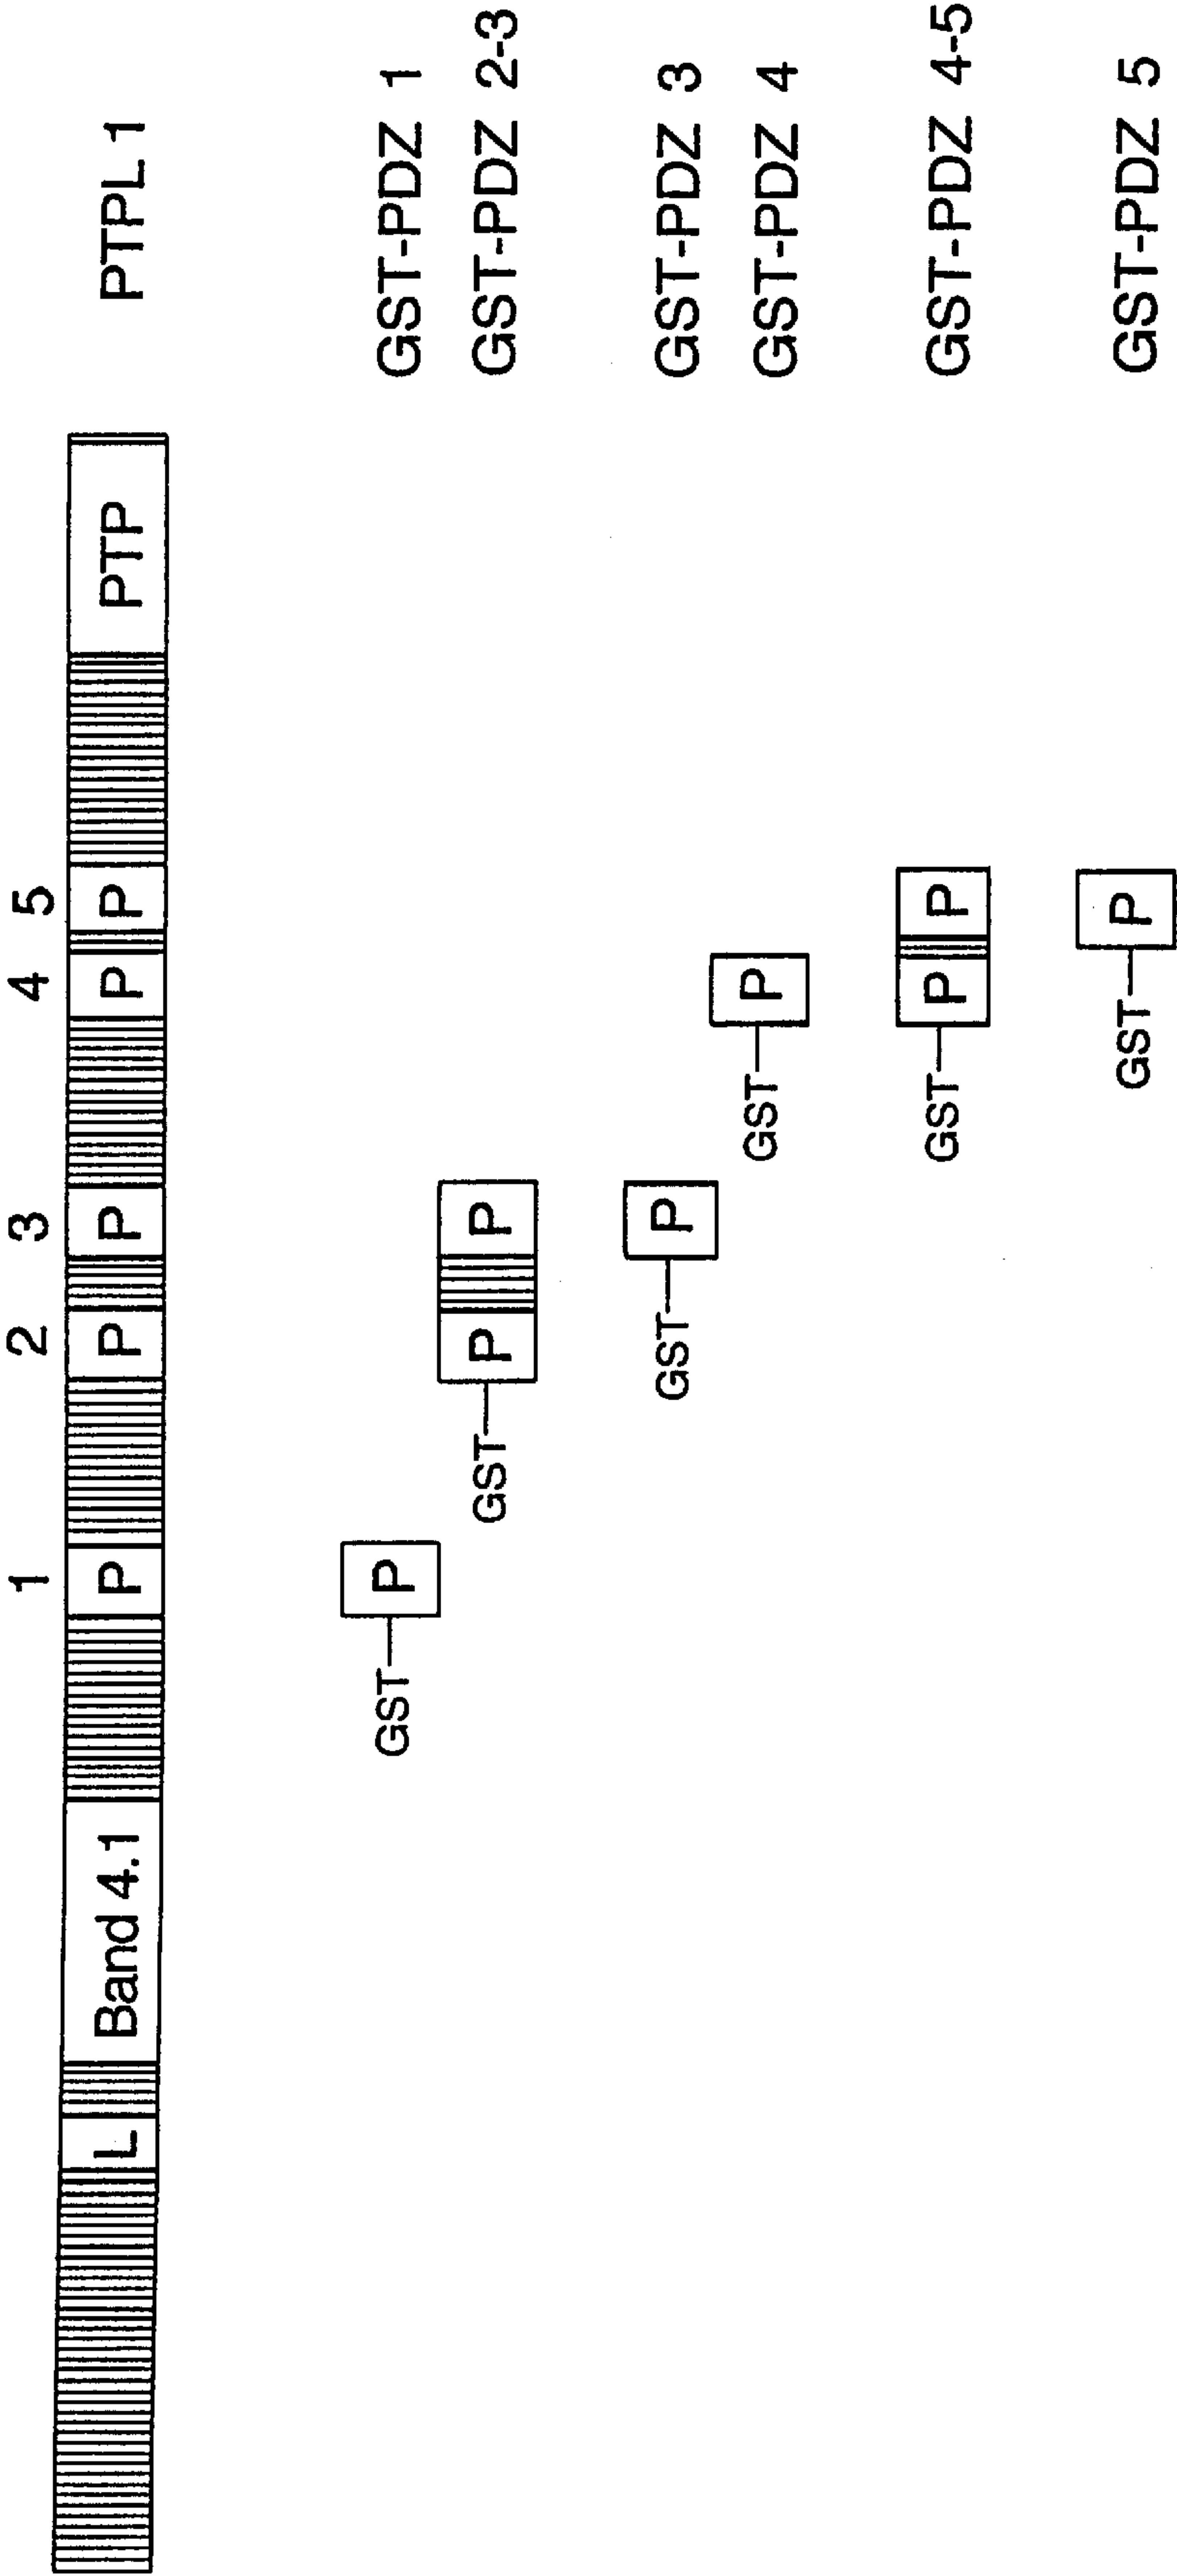 1 2 3 4 5
L Band 4.1 P P P P P PTP PTPL 1
GST P GST-PDZ 1
GST P P GST-PDZ 2-3
GST P GST-PDZ 3
GST P GST-PDZ 4
GST P P GST-PDZ 4-5
GST P GST-PDZ 5